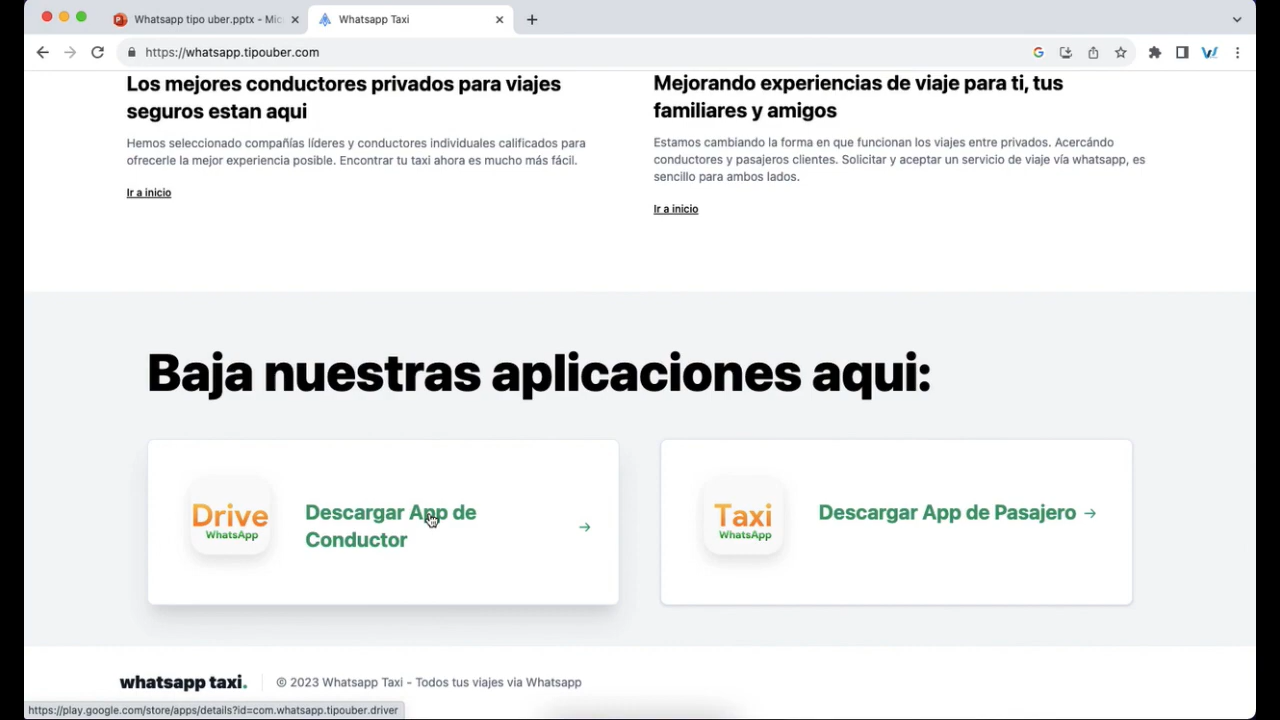 Whatsapp tipo uber.pptx - Mic
Whatsapp Taxi
https://whatsapp.tipouber.com
Los mejores conductores privados para viajes
seguros estan aqui
Hemos seleccionado compañías líderes y conductores individuales calificados para
ofrecerle la mejor experiencia posible. Encontrar tu taxi ahora es mucho más fácil.
Ir a inicio
Mejorando experiencias de viaje para ti, tus
familiares y amigos
Estamos cambiando la forma en que funcionan los viajes entre privados. Acercándo
conductores y pasajeros clientes. Solicitar y aceptar un servicio de viaje vía whatsapp, es
sencillo para ambos lados.
Ir a inicio
Baja nuestras aplicaciones aqui:
Drive
WhatsApp
Descargar App de
Conductor →
Taxi
WhatsApp
Descargar App de Pasajero →
whatsapp taxi.
© 2023 Whatsapp Taxi - Todos tus viajes via Whatsapp
https://play.google.com/store/apps/details?id=com.whatsapp.tipouber.driver